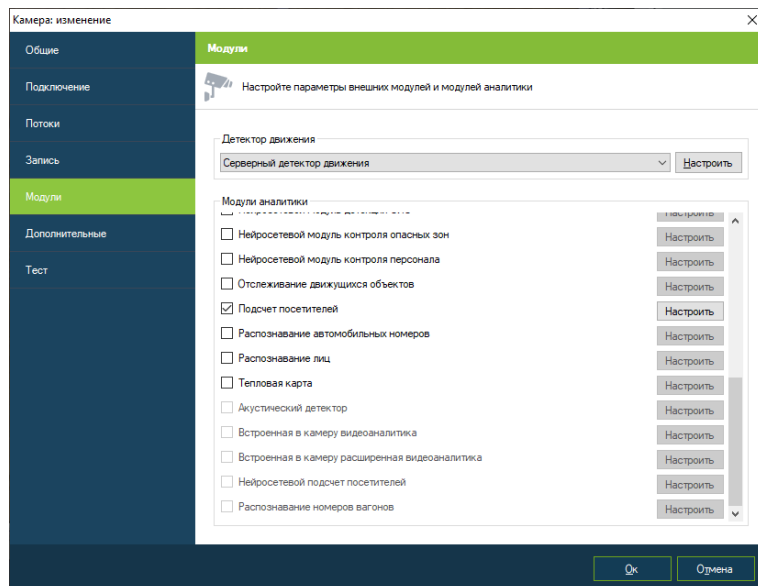 Камера: изменение
Общие
Подключение
Потоки
Запись
Модули
Дополнительные
Тест
Модули
Настройте параметры внешних модулей и модулей аналитики
Детектор движения
Серверный детектор движения
Настроить
Модули аналитики
Настроить
Нейросетевой модуль контроля опасных зон Настроить
Нейросетевой модуль контроля персонала Настроить
Отслеживание движущихся объектов Настроить
Подсчет посетителей Настроить
Распознавание автомобильных номеров Настроить
Распознавание лиц Настроить
Тепловая карта Настроить
Акустический детектор Настроить
Встроенная в камеру видеоаналитика Настроить
Встроенная в камеру расширенная видеоаналитика Настроить
Нейросетевой подсчет посетителей Настроить
Распознавание номеров вагонов Настроить
Ок Отмена